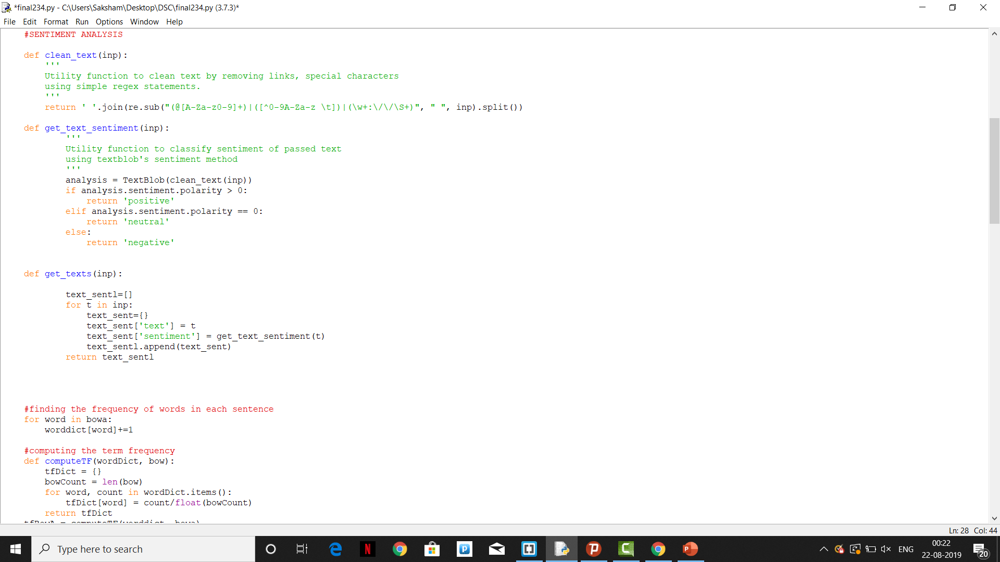 *final234.py - C:\Users\Saksham\Desktop\DSC\final234.py (3.7.3)*
File Edit Format Run Options Window Help
#SENTIMENT ANALYSIS
def clean_text(inp):
'''
Utility function to clean text by removing links, special characters
using simple regex statements.
'''
return ' '.join(re.sub("(@[A-Za-z0-9]+)|([^0-9A-Za-z \t])|(\w+:\/\/\S+)", " ", inp).split())
def get_text_sentiment(inp):
'''
Utility function to classify sentiment of passed text
using textblob's sentiment method
'''
analysis = TextBlob(clean_text(inp))
if analysis.sentiment.polarity > 0:
return 'positive'
elif analysis.sentiment.polarity == 0:
return 'neutral'
else:
return 'negative'
def get_texts(inp):
text_sentl=[]
for t in inp:
text_sent={}
text_sent['text'] = t
text_sent['sentiment'] = get_text_sentiment(t)
text_sentl.append(text_sent)
return text_sentl
#finding the frequency of words in each sentence
for word in bowa:
worddict[word]+=1
#computing the term frequency
def computeTF(wordDict, bow):
tfDict = {}
bowCount = len(bow)
for word, count in wordDict.items():
tfDict[word] = count/float(bowCount)
return tfDict
tfBowA = computeTF(worddict, bowa)
Ln: 28 Col: 44
Type here to search
ENG
00:22
22-08-2019
20